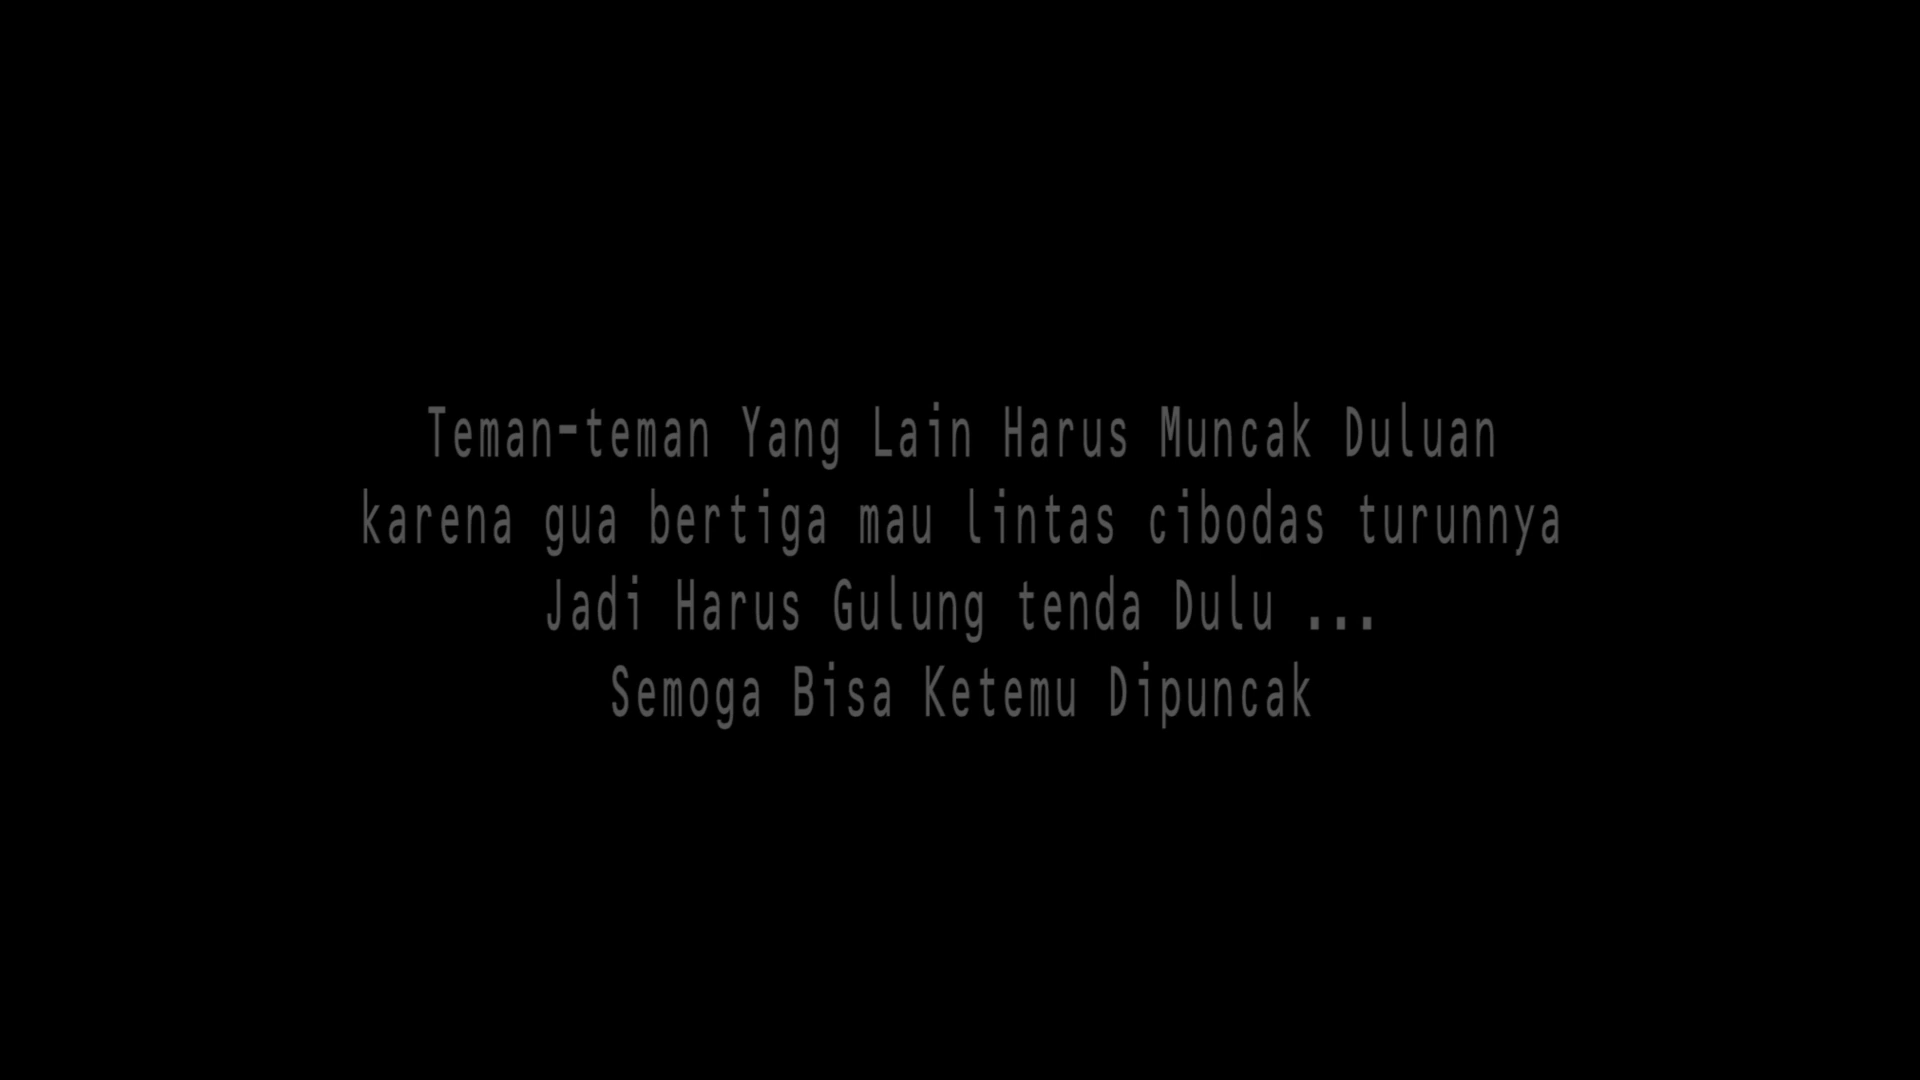 Teman-teman Yang Lain Harus Muncak Duluan
karena gua bertiga mau lintas cibodas turunnya
Jadi Harus Gulung tenda Dulu ...
Semoga Bisa Ketemu Dipuncak